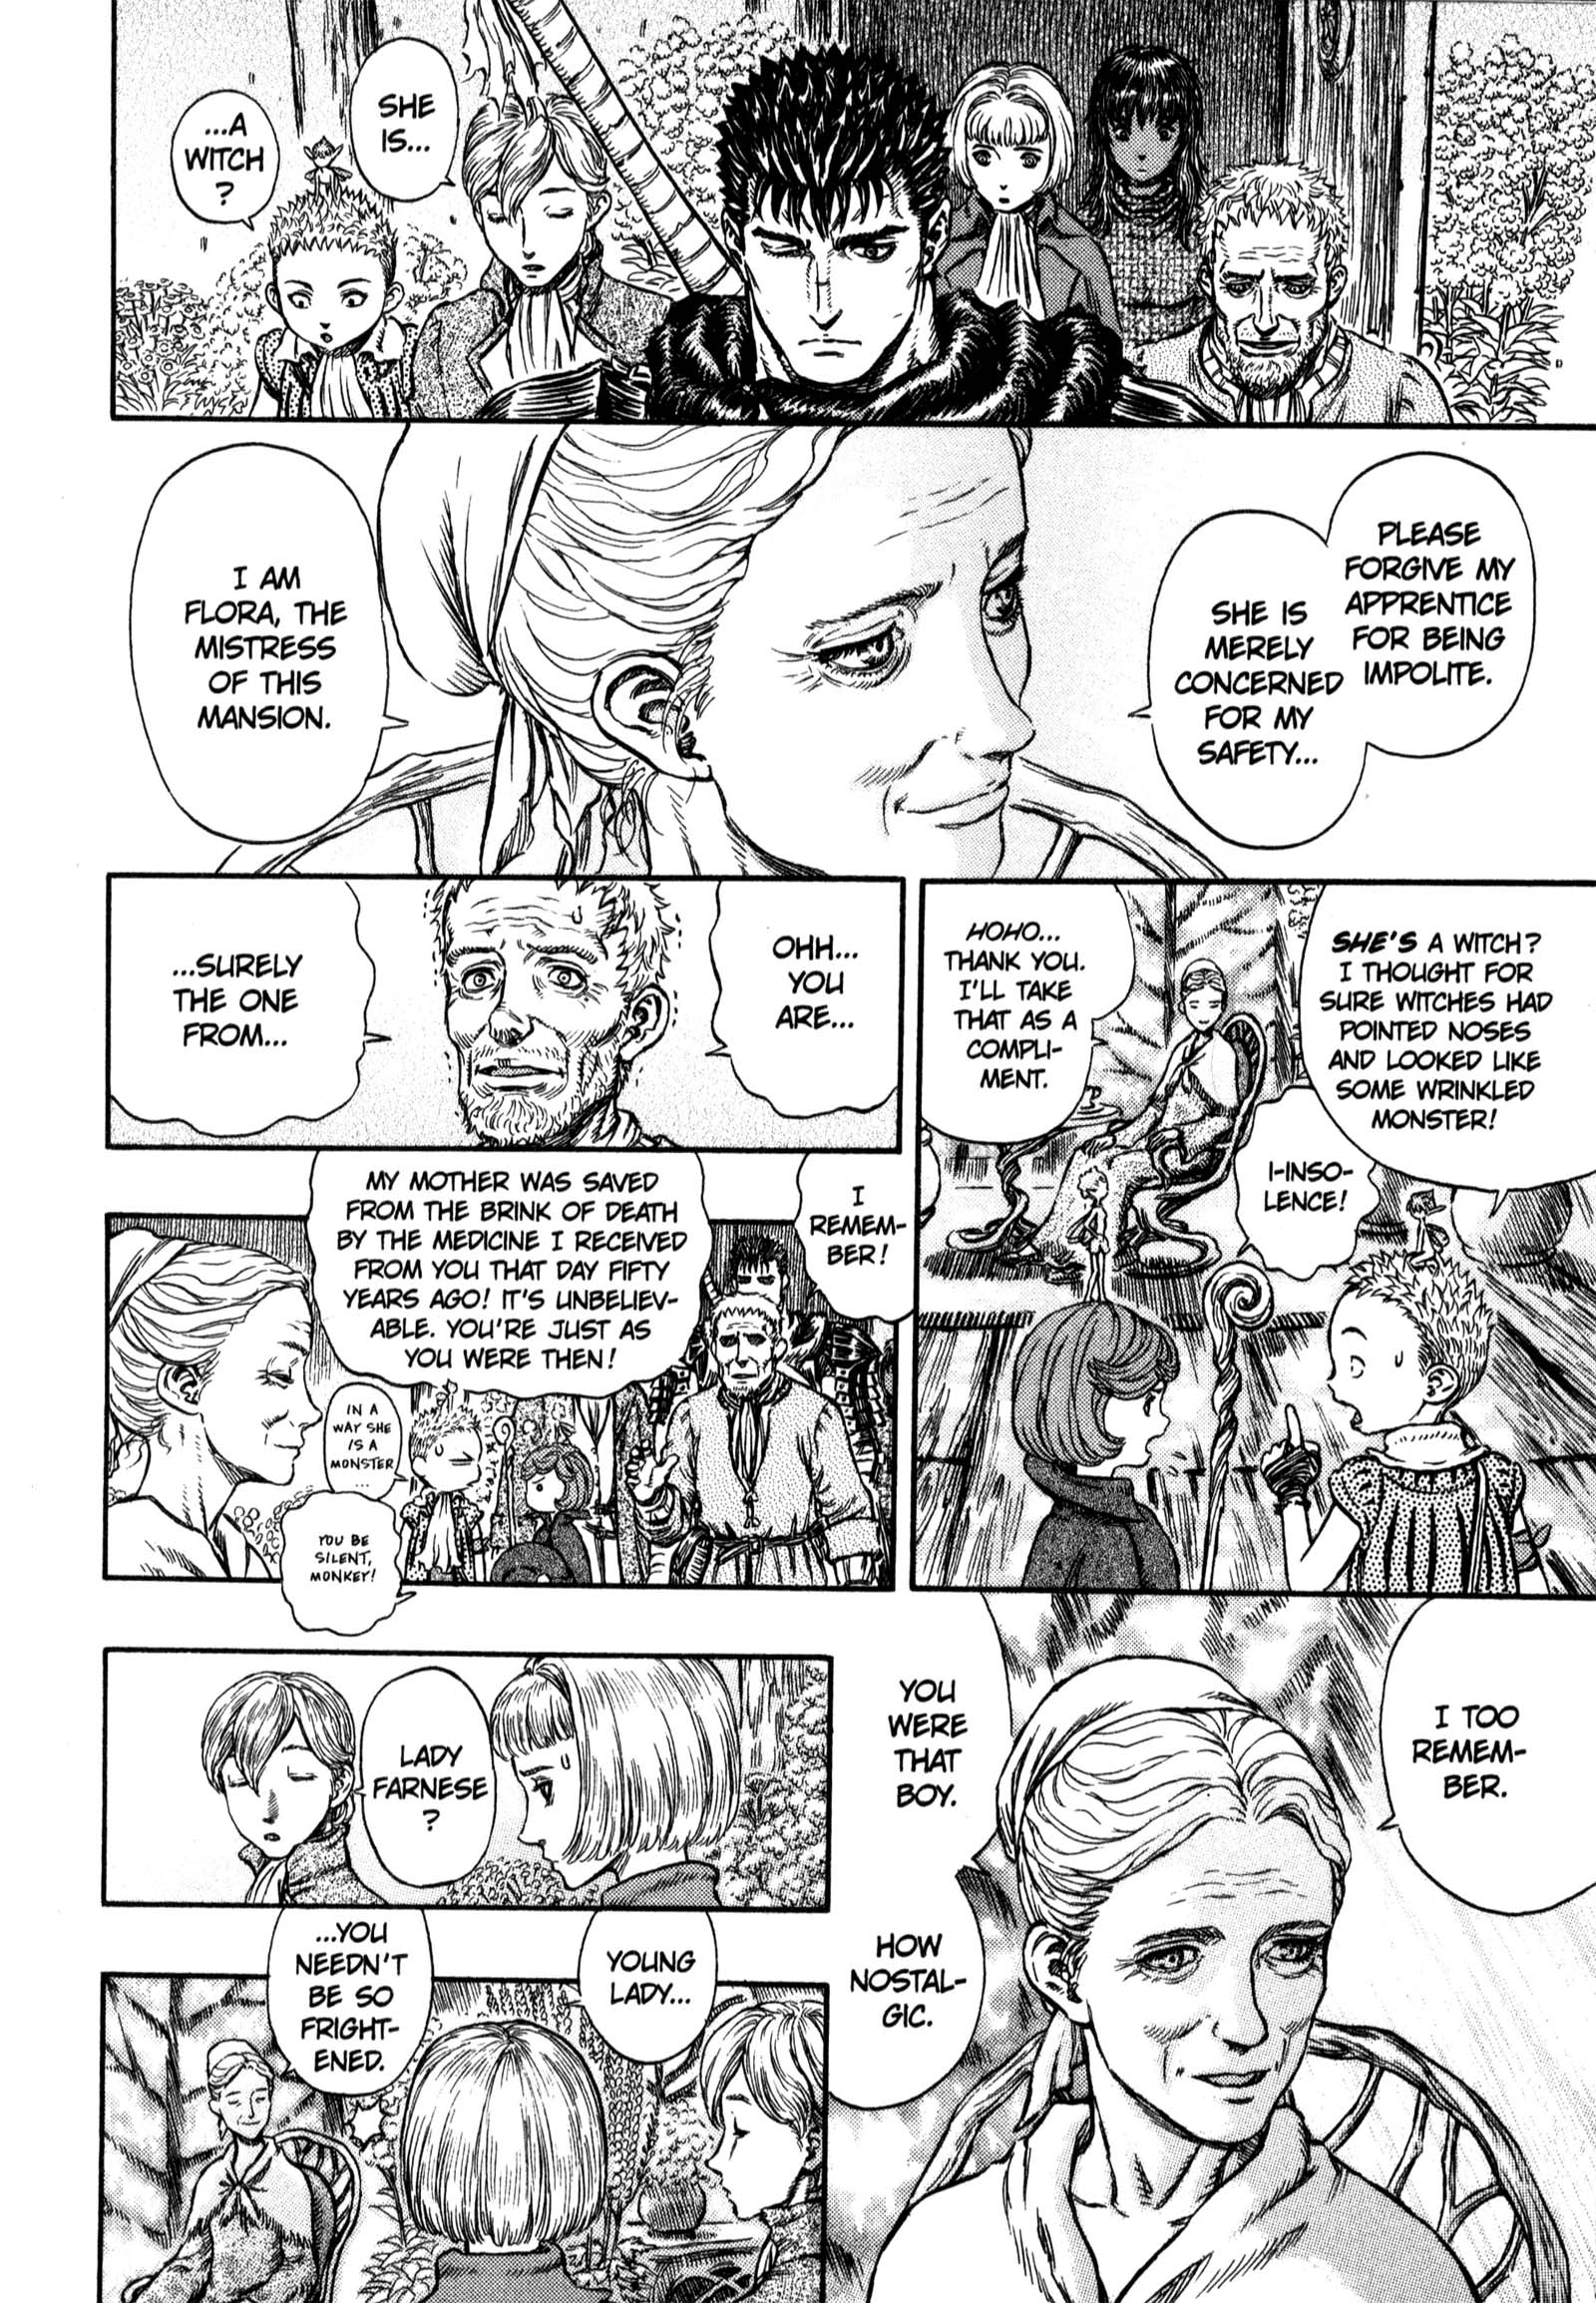 SHE
IS...
...A
WITCH
?
PLEASE
FORGIVE MY
APPRENTICE
FOR BEING
IMPOLITE.
SHE IS
MERELY
CONCERNED
FOR MY
SAFETY...
I AM
FLORA, THE
MISTRESS
OF THIS
MANSION.
SHE'S A WITCH?
I THOUGHT FOR
SURE WITCHES HAD
POINTED NOSES
AND LOOKED LIKE
SOME WRINKLED
MONSTER!
HOHO...
THANK YOU.
I'LL TAKE
THAT AS A
COMPLI-
MENT.
I-INSO-
LENCE!
OHH...
YOU
ARE...
...SURELY
THE ONE
FROM...
I
REMEM-
BER!
MY MOTHER WAS SAVED
FROM THE BRINK OF DEATH
BY THE MEDICINE I RECEIVED
FROM YOU THAT DAY FIFTY
YEARS AGO! IT'S UNBELIEV-
ABLE. YOU'RE JUST AS
YOU WERE THEN!
IN A
WAY SHE
IS A
MONSTER
...
YOU BE
SILENT,
MONKEY!
I TOO
REMEM-
BER.
YOU
WERE
THAT
BOY.
HOW
NOSTAL-
GIC.
LADY
FARNESE
?
YOUNG
LADY...
...YOU
NEEDN'T
BE SO
FRIGHT-
ENED.